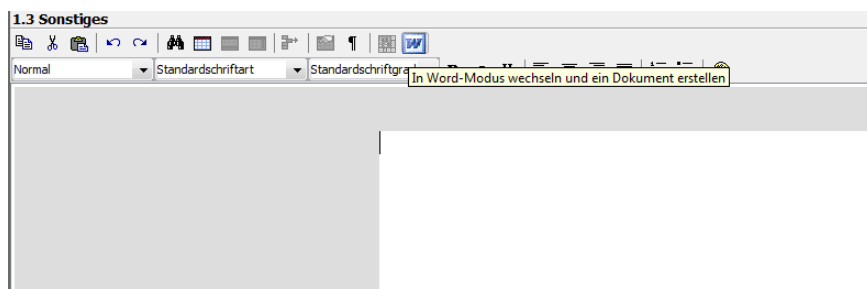 1.3 Sonstiges
Normal Standardschriftart
In Word-Modus wechseln und ein Dokument erstellen